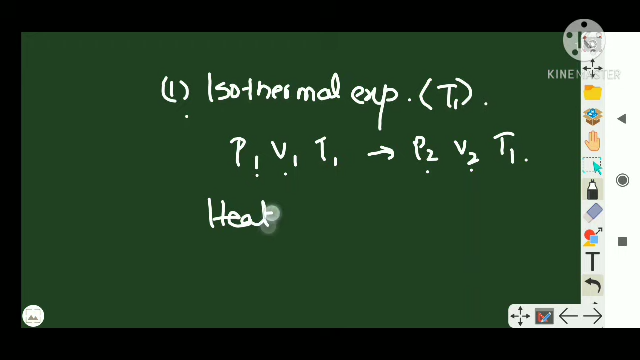 KINEMASTER
(1) Isothermal exp. (T₁).
P₁ V₁ T₁ → P₂ V₂ T₁.
Heat
T